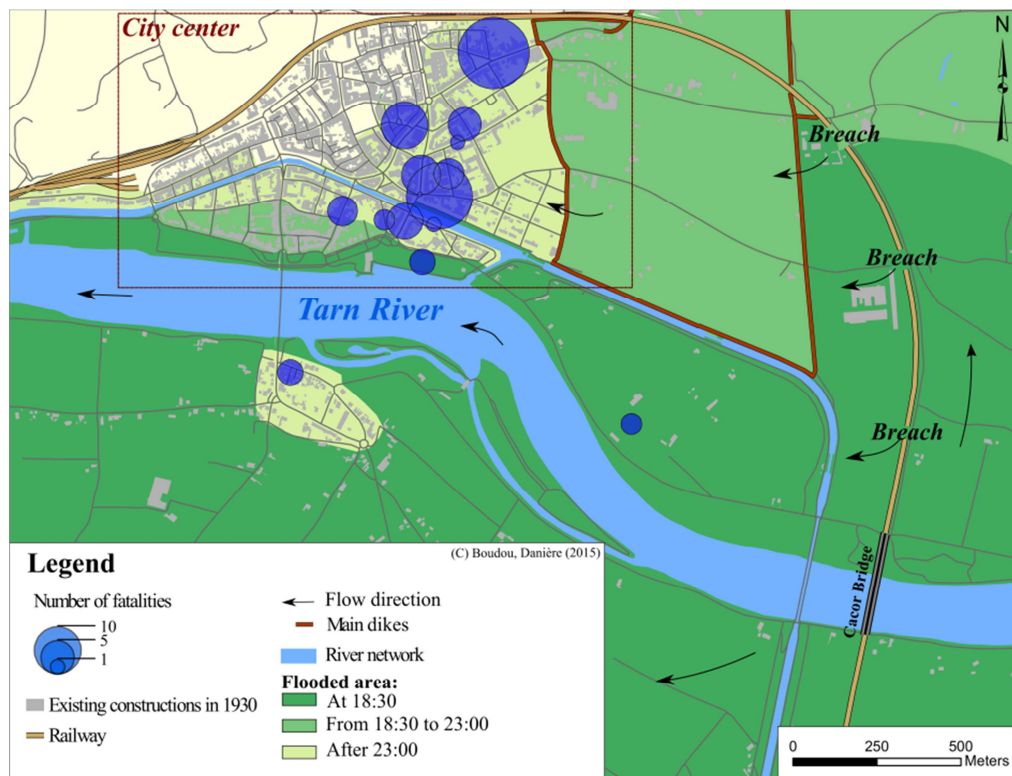 City center
N
Breach
Breach
Tarn River
Breach
Cacor Bridge
(C) Boudou, Danière (2015)
Legend
Number of fatalities
10
5
1
Existing constructions in 1930
Railway
Flow direction
Main dikes
River network
Flooded area:
At 18:30
From 18:30 to 23:00
After 23:00
0 250 500
Meters